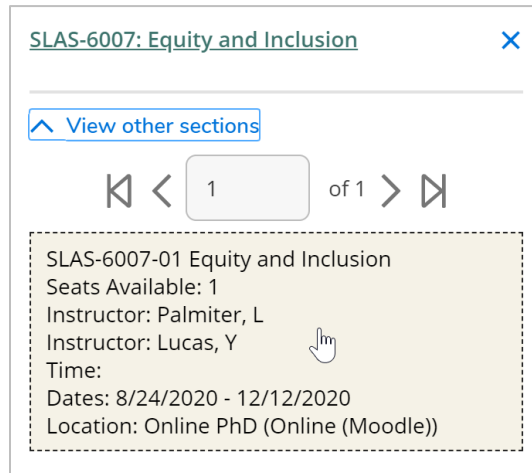 SLAS-6007: Equity and Inclusion
View other sections
1 of 1
SLAS-6007-01 Equity and Inclusion
Seats Available: 1
Instructor: Palmiter, L
Instructor: Lucas, Y
Time:
Dates: 8/24/2020 - 12/12/2020
Location: Online PhD (Online (Moodle))